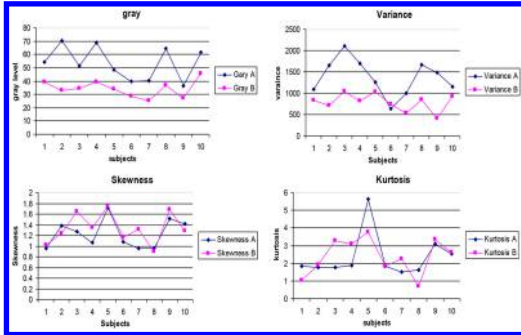 gray
80
70
60
50
40
30
20
10
0
gray level
1 2 3 4 5 6 7 8 9 10
subjects
Gary A
Gray B
Variance
2500
2000
1500
1000
500
0
varaince
1 2 3 4 5 6 7 8 9 10
subjects
Variance A
Variance B
Skewness
2
1.8
1.6
1.4
1.2
1
0.8
0.6
0.4
0.2
0
Skewness
1 2 3 4 5 6 7 8 9 10
Subjects
Skewness A
Skewness B
Kurtosis
6
5
4
3
2
1
0
kurtosis
1 2 3 4 5 6 7 8 9 10
subjects
Kurtosis A
Kurtosis B